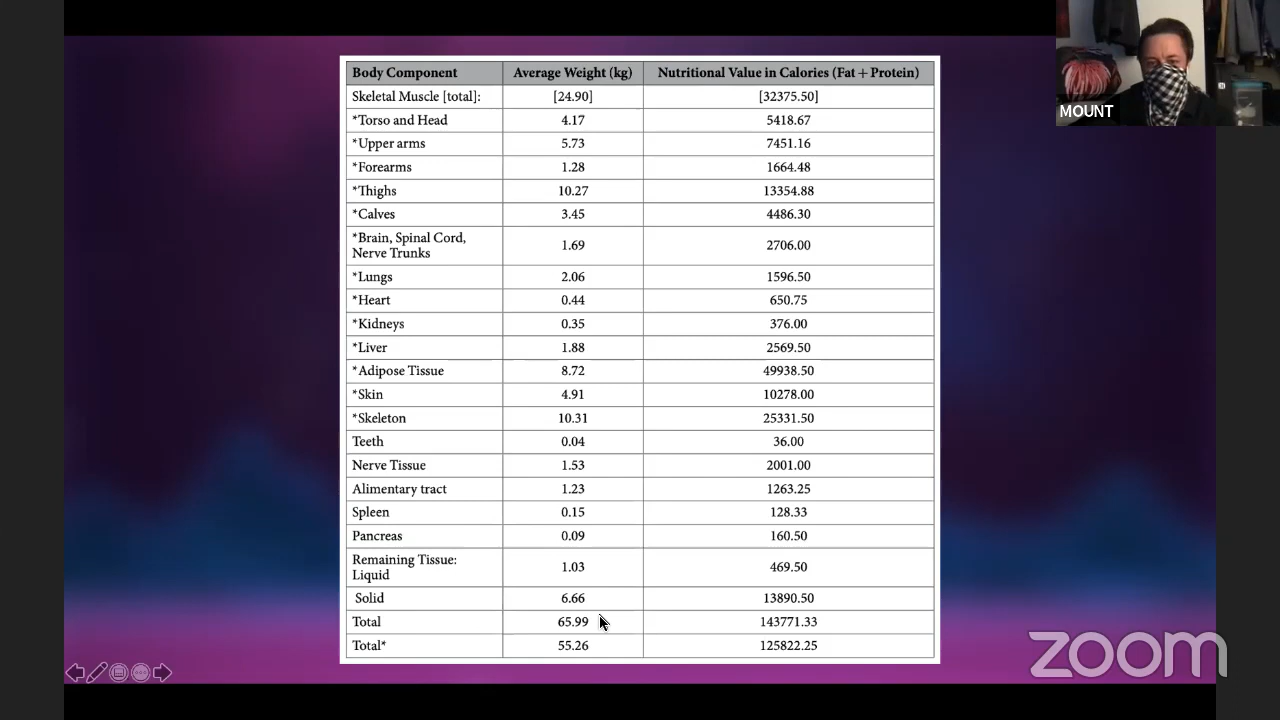 Body Component Average Weight (kg) Nutritional Value in Calories (Fat + Protein)
Skeletal Muscle [total]: [24.90] [32375.50]
*Torso and Head 4.17 5418.67
*Upper arms 5.73 7451.16
*Forearms 1.28 1664.48
*Thighs 10.27 13354.88
*Calves 3.45 4486.30
*Brain, Spinal Cord,
Nerve Trunks 1.69 2706.00
*Lungs 2.06 1596.50
*Heart 0.44 650.75
*Kidneys 0.35 376.00
*Liver 1.88 2569.50
*Adipose Tissue 8.72 49938.50
*Skin 4.91 10278.00
*Skeleton 10.31 25331.50
Teeth 0.04 36.00
Nerve Tissue 1.53 2001.00
Alimentary tract 1.23 1263.25
Spleen 0.15 128.33
Pancreas 0.09 160.50
Remaining Tissue:
Liquid 1.03 469.50
Solid 6.66 13890.50
Total 65.99 143771.33
Total* 55.26 125822.25
MOUNT
zoom